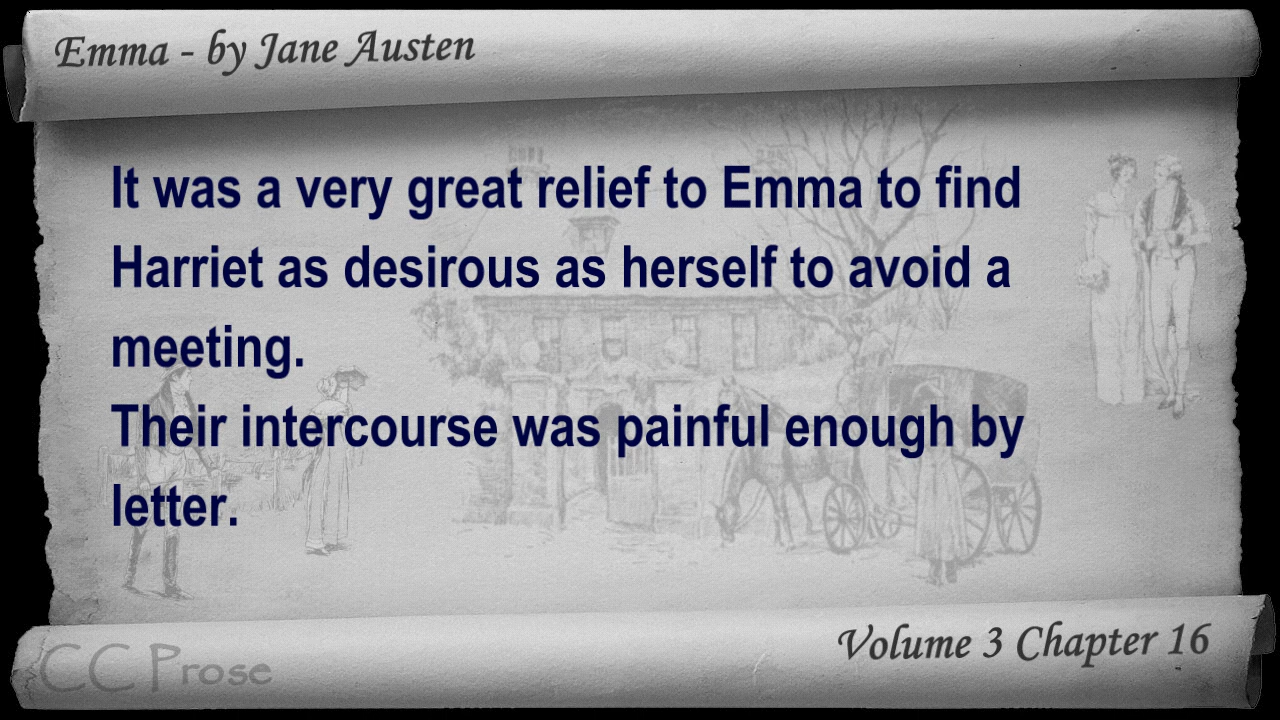 Emma - by Jane Austen
It was a very great relief to Emma to find
Harriet as desirous as herself to avoid a
meeting.
Their intercourse was painful enough by
letter.
Volume 3 Chapter 16
CC Prose